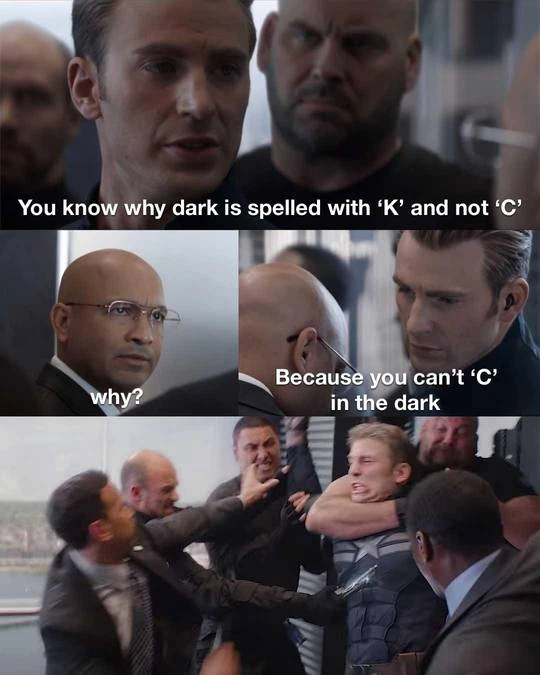 You know why dark is spelled with ‘K’ and not ‘C’
why?
Because you can’t ‘C’
in the dark